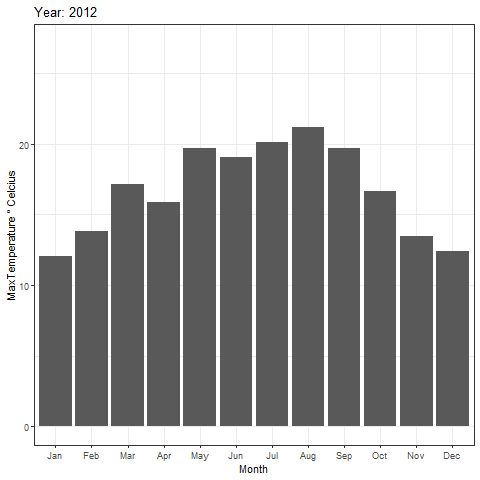 Year: 2012
MaxTemperature " Celcius
20
10
0
Jan Feb Mar Apr May Jun Jul Aug Sep Oct Nov Dec
Month